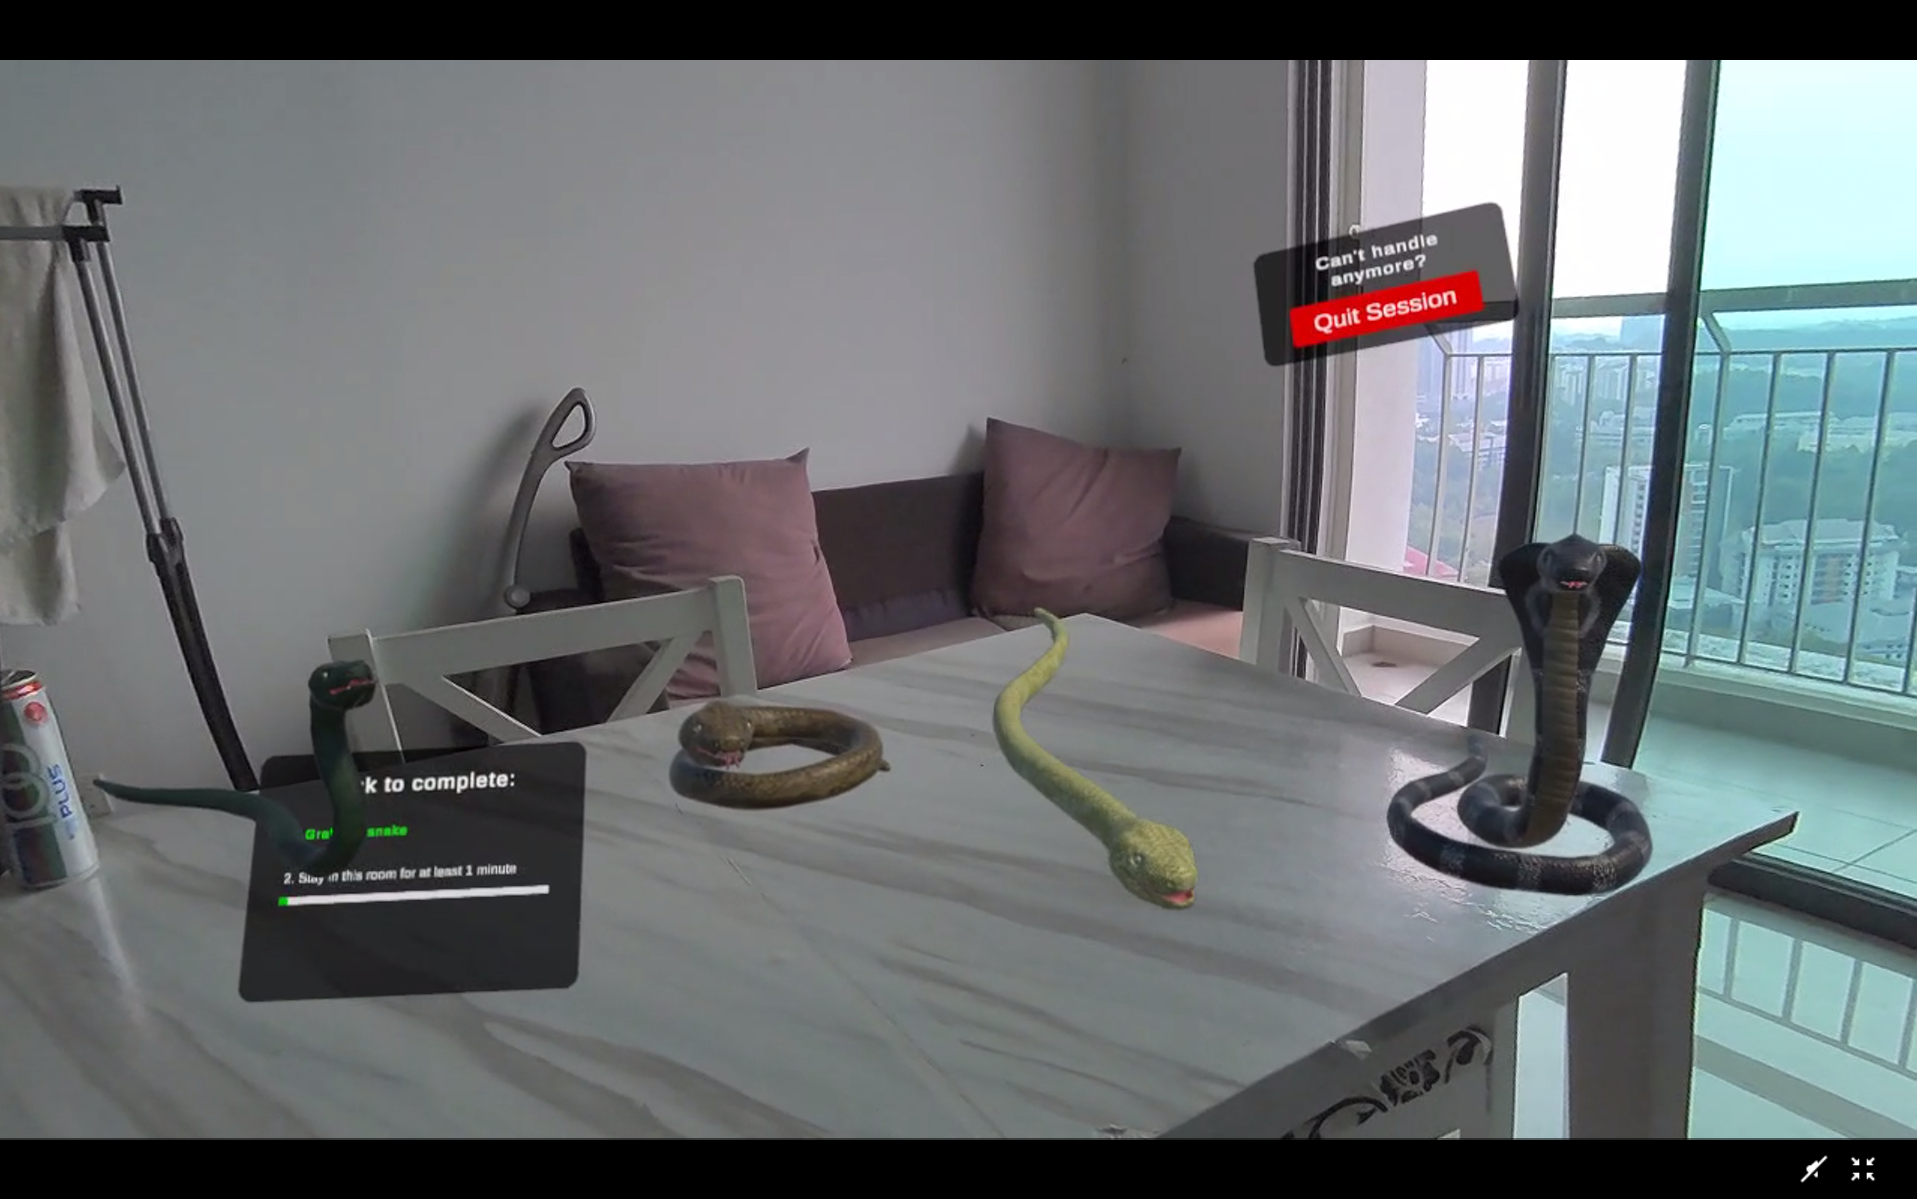 Can't handle
anymore?
Quit Session
k to complete:
snake
2. Stay in this room for at least 1 minute
100
PLUS